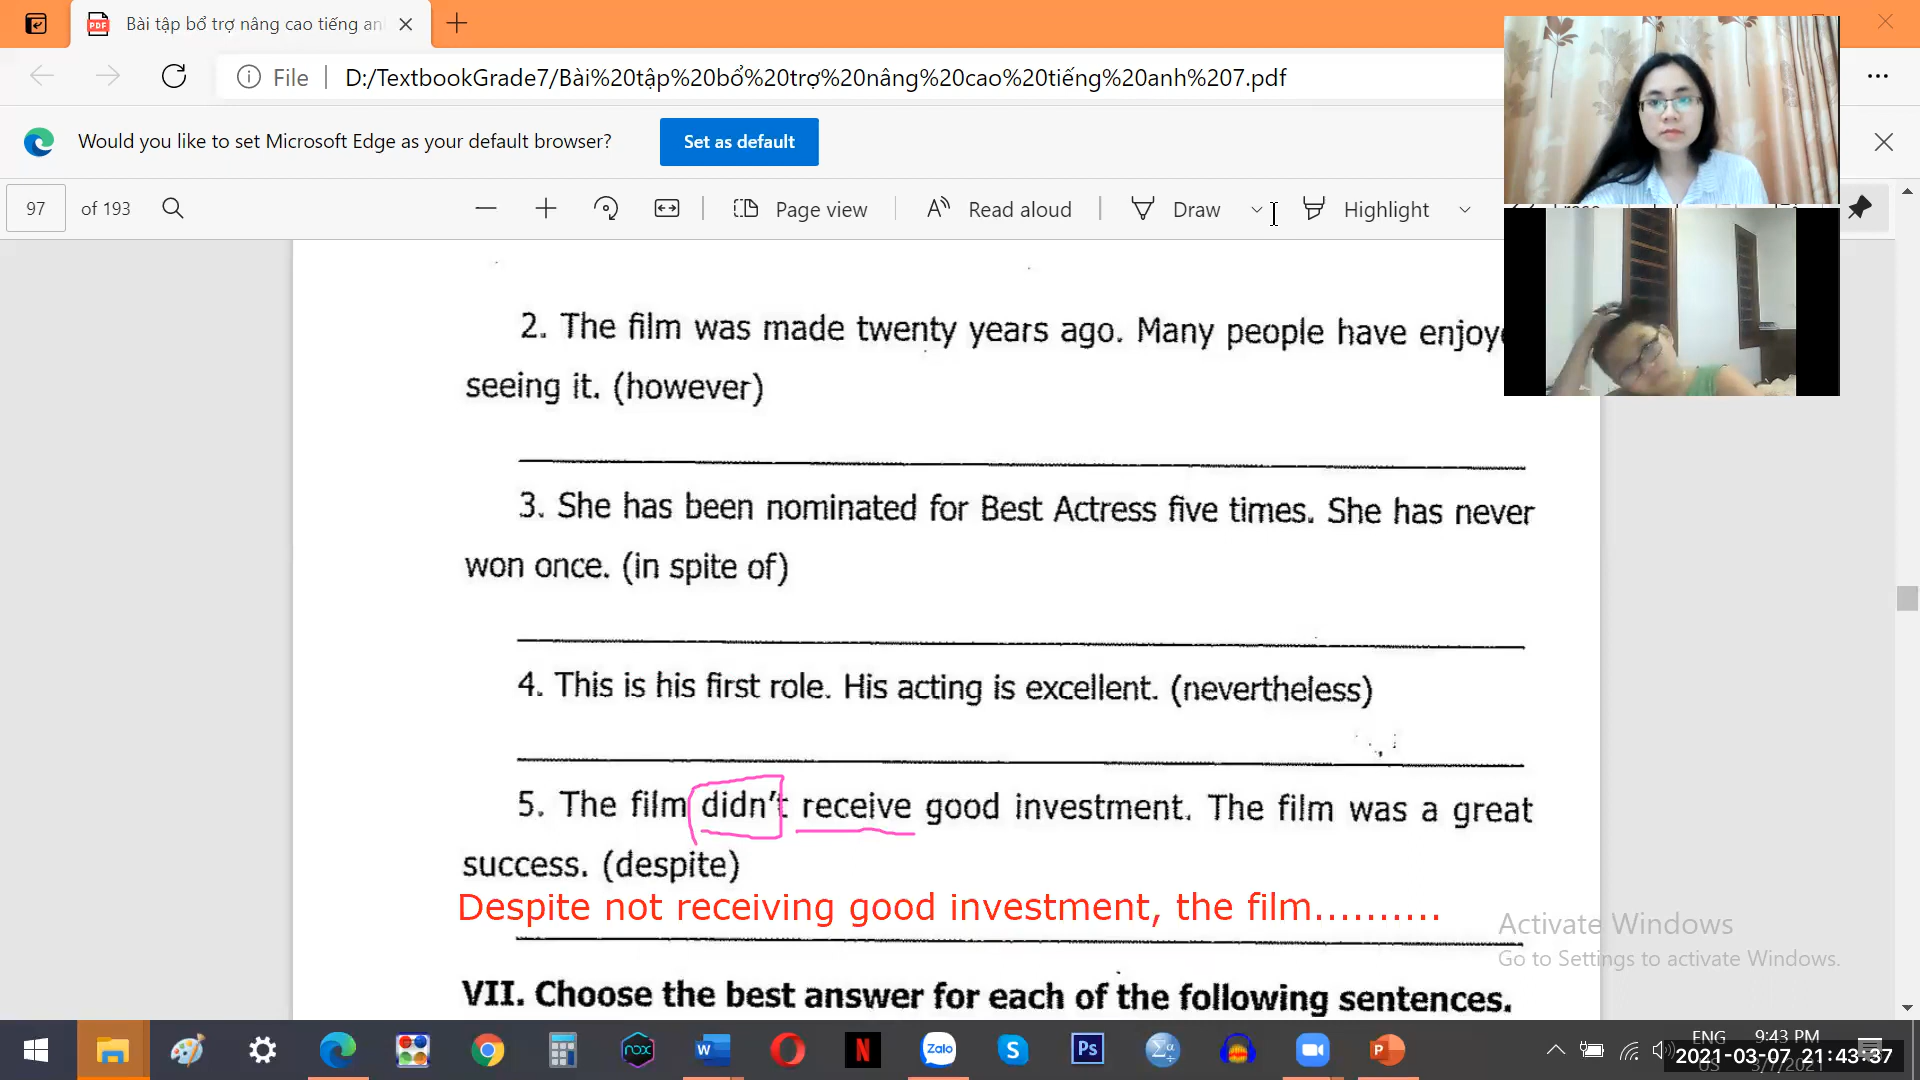 Bài tập bổ trợ nâng cao tiếng an
File
D:/TextbookGrade7/Bài%20tập%20bổ%20trợ%20nâng%20cao%20tiếng%20anh%207.pdf
Would you like to set Microsoft Edge as your default browser?
Set as default
97 of 193
Page view
Read aloud
Draw
Highlight
2. The film was made twenty years ago. Many people have enjoye
seeing it. (however)
3. She has been nominated for Best Actress five times. She has never
won once. (in spite of)
4. This is his first role. His acting is excellent. (nevertheless)
5. The film didn't receive good investment. The film was a great
success. (despite)
Despite not receiving good investment, the film..........
VII. Choose the best answer for each of the following sentences.
Activate Windows
Go to Settings to activate Windows.
ENG 9:43 PM
2021-03-07 21:43:37